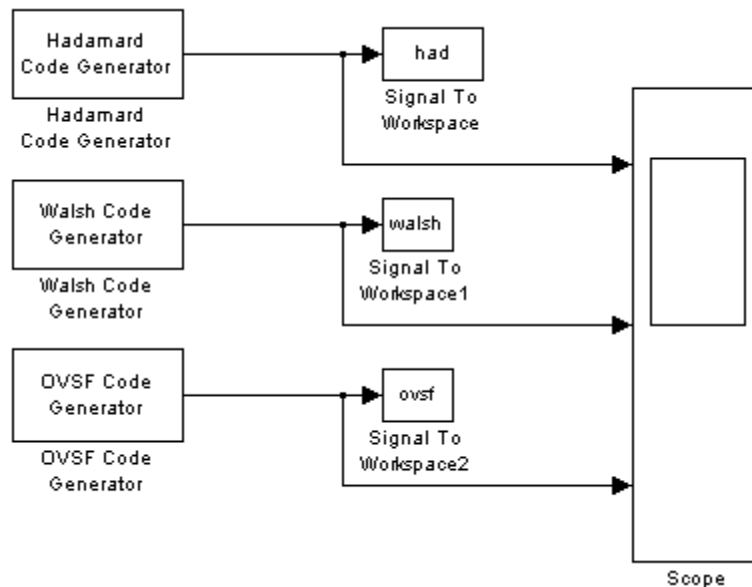 Hadamard
Code Generator
Hadamard
Code Generator
had
Signal To
Workspace
Walsh Code
Generator
Walsh Code
Generator
walsh
Signal To
Workspace1
OVSF Code
Generator
OVSF Code
Generator
ovsf
Signal To
Workspace2
Scope